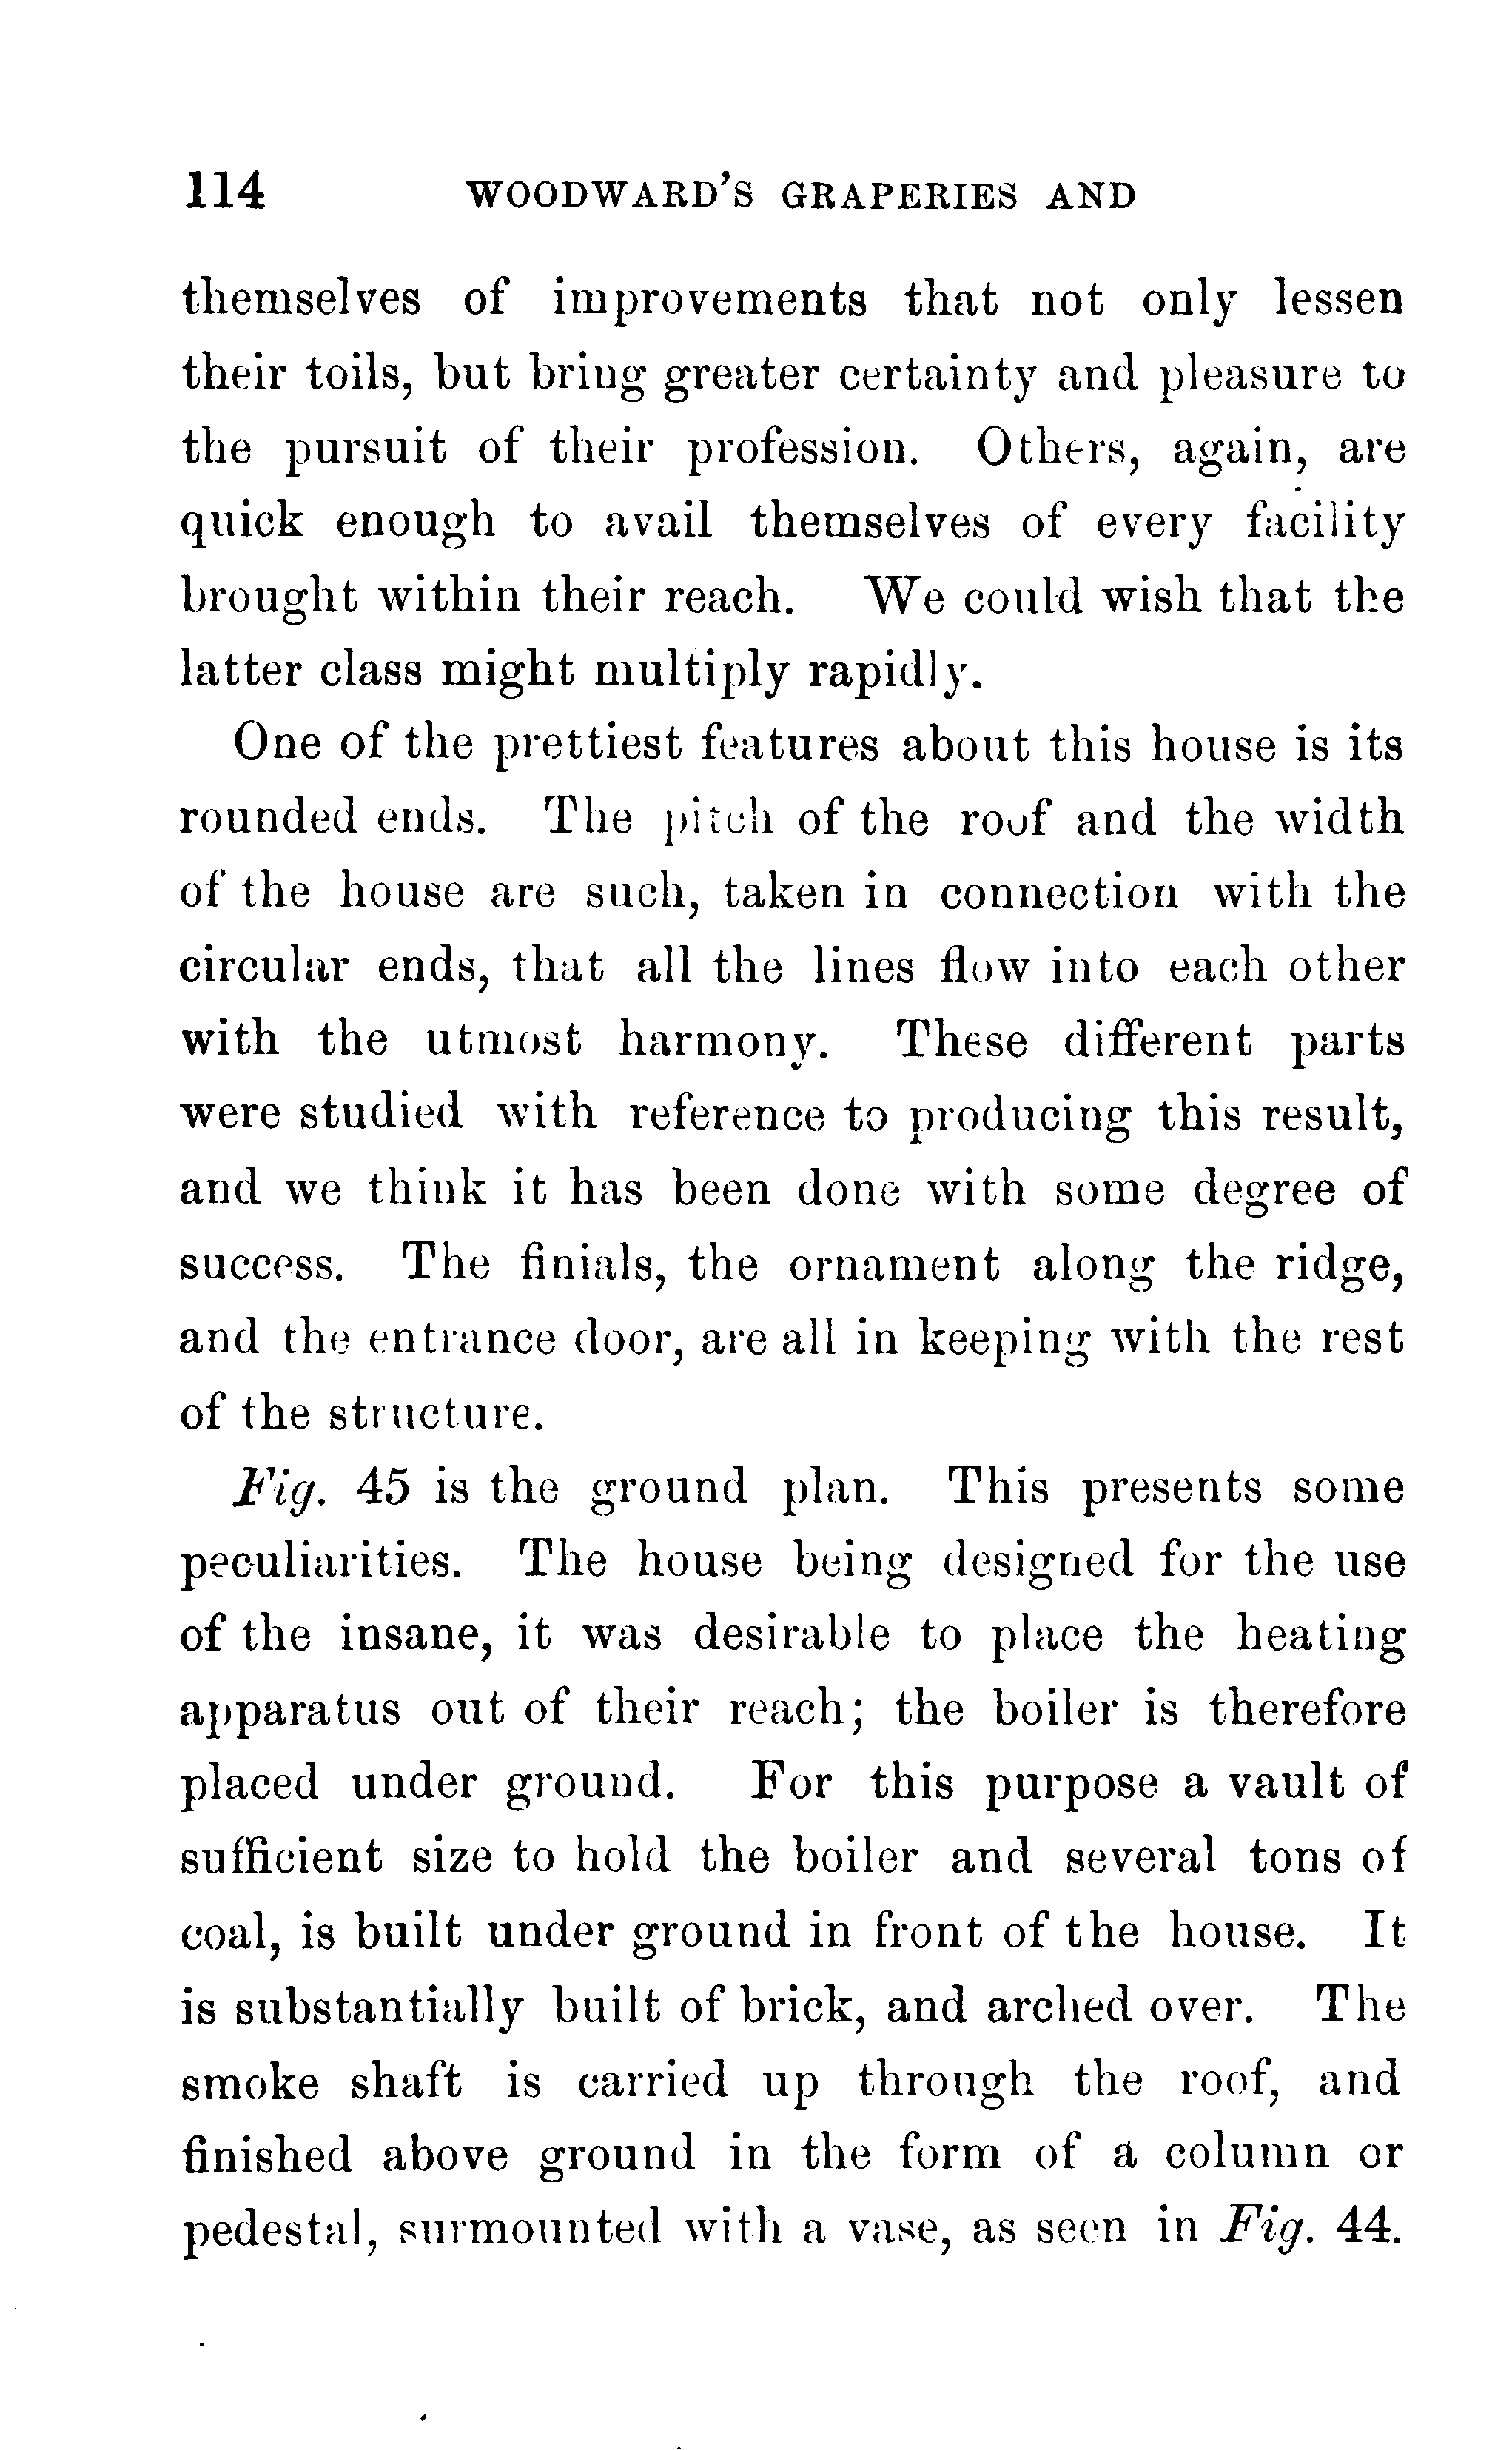 114 WOODWARD'S GRAPERIES AND
themselves of improvements that not only lessen
their toils, but bring greater certainty and pleasure to
the pursuit of their profession. Others, again, are
quick enough to avail themselves of every facility
brought within their reach. We could wish that the
latter class might multiply rapidly.
One of the prettiest features about this house is its
rounded ends. The pitch of the roof and the width
of the house are such, taken in connection with the
circular ends, that all the lines flow into each other
with the utmost harmony. These different parts
were studied with reference to producing this result,
and we think it has been done with some degree of
success. The finials, the ornament along the ridge,
and the entrance door, are all in keeping with the rest
of the structure.
Fig. 45 is the ground plan. This presents some
peculiarities. The house being designed for the use
of the insane, it was desirable to place the heating
apparatus out of their reach; the boiler is therefore
placed under ground. For this purpose a vault of
sufficient size to hold the boiler and several tons of
coal, is built under ground in front of the house. It
is substantially built of brick, and arched over. The
smoke shaft is carried up through the roof, and
finished above ground in the form of a column or
pedestal, surmounted with a vase, as seen in Fig. 44.